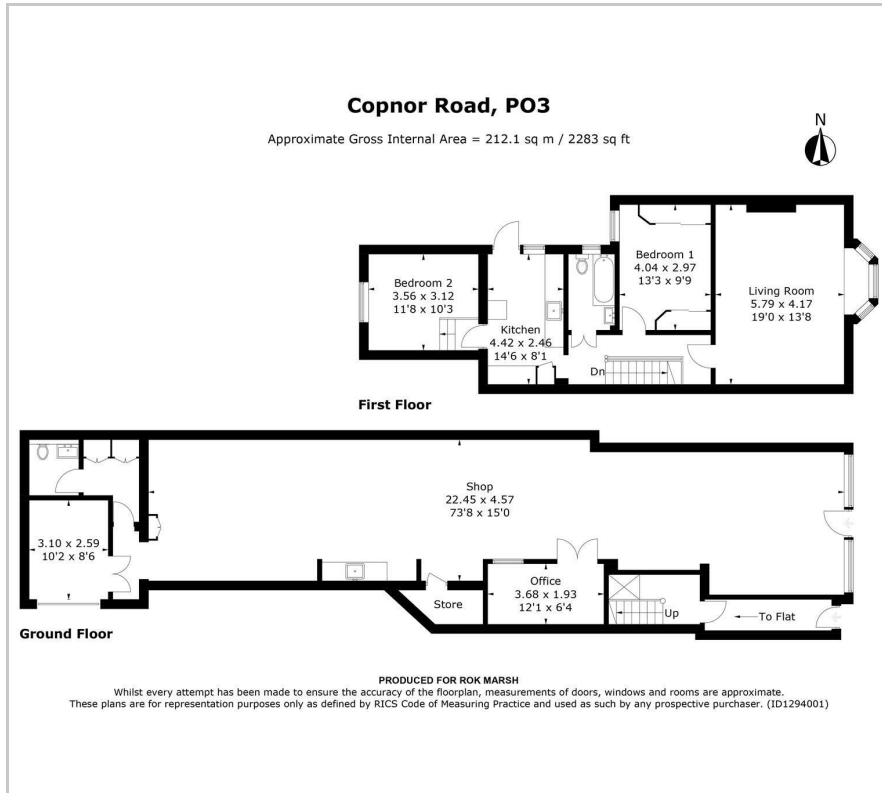 Copnor Road, PO3
Approximate Gross Internal Area = 212.1 sq m / 2283 sq ft
N
Bedroom 1
4.04 x 2.97
13'3 x 9'9
Bedroom 2
3.56 x 3.12
11'8 x 10'3
Living Room
5.79 x 4.17
19'0 x 13'8
Kitchen
4.42 x 2.46
14'6 x 8'1
Dn
First Floor
Shop
22.45 x 4.57
73'8 x 15'0
3.10 x 2.59
10'2 x 8'6
Office
3.68 x 1.93
12'1 x 6'4
Store
Up
To Flat
Ground Floor
PRODUCED FOR ROK MARSH
Whilst every attempt has been made to ensure the accuracy of the floorplan, measurements of doors, windows and rooms are approximate.
These plans are for representation purposes only as defined by RICS Code of Measuring Practice and used as such by any prospective purchaser. (ID1294001)